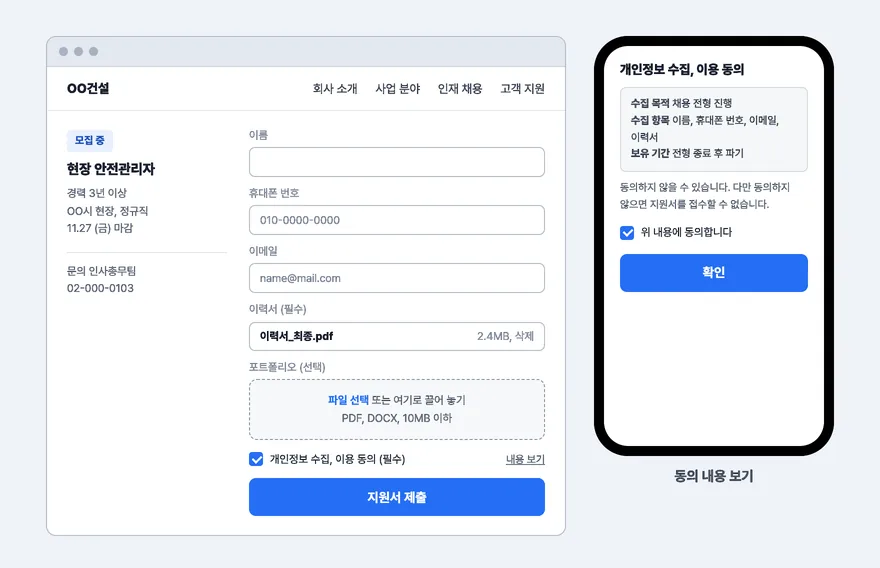 OO건설
회사 소개
사업 분야
인재 채용
고객 지원
모집 중
현장 안전관리자
경력 3년 이상
OO시 현장, 정규직
11.27 (금) 마감
문의 인사총무팀
02-000-0103
이름
휴대폰 번호
010-0000-0000
이메일
name@mail.com
이력서 (필수)
이력서_최종.pdf
2.4MB, 삭제
포트폴리오 (선택)
파일 선택 또는 여기로 끌어 놓기
PDF, DOCX, 10MB 이하
개인정보 수집, 이용 동의 (필수)
내용 보기
지원서 제출
개인정보 수집, 이용 동의
수집 목적 채용 전형 진행
수집 항목 이름, 휴대폰 번호, 이메일,
이력서
보유 기간 전형 종료 후 파기
동의하지 않을 수 있습니다. 다만 동의하지
않으면 지원서를 접수할 수 없습니다.
위 내용에 동의합니다
확인
동의 내용 보기